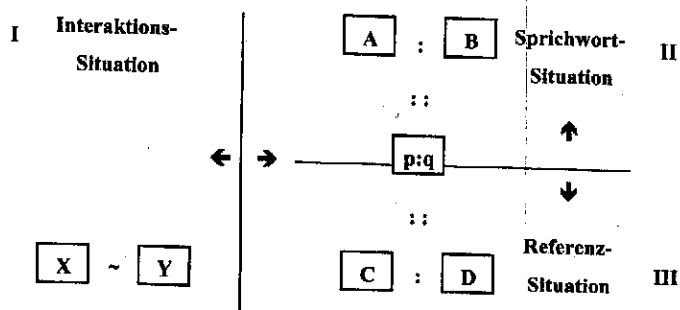 I Interaktions-
Situation
A : B Sprichwort-
Situation II
: :
p:q
: :
X ~ Y
C : D Referenz-
Situation III